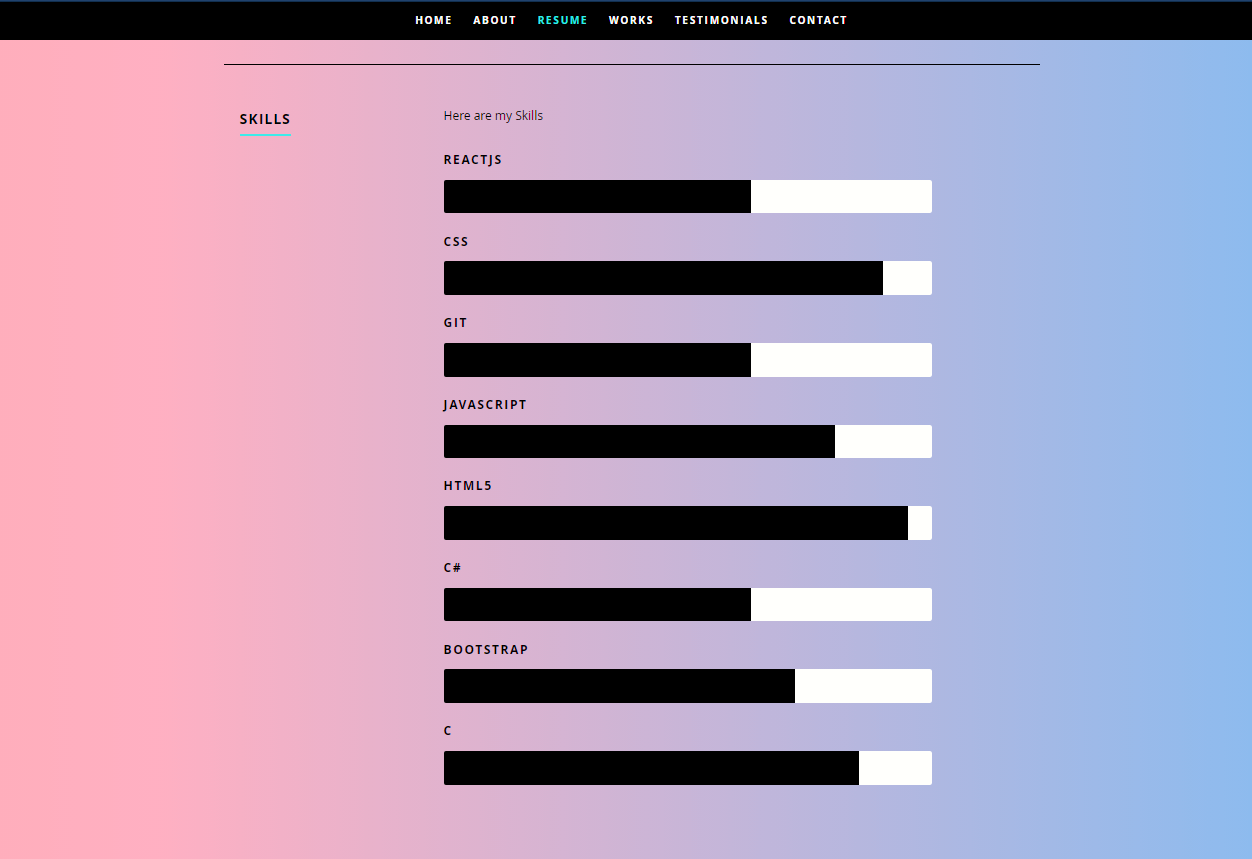 HOME ABOUT RESUME WORKS TESTIMONIALS CONTACT
SKILLS
Here are my Skills
REACTJS
CSS
GIT
JAVASCRIPT
HTML5
C#
BOOTSTRAP
C